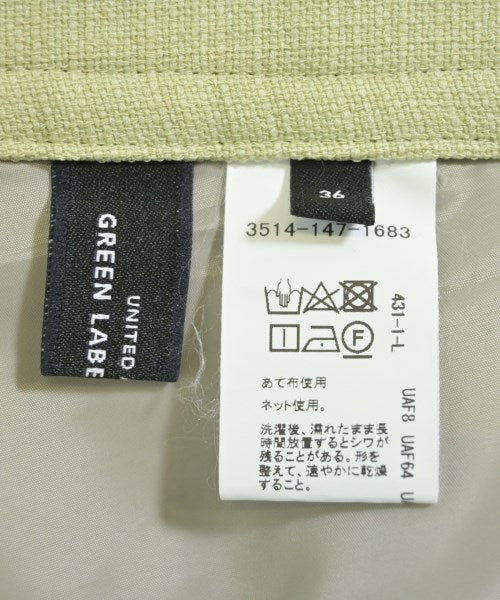 UNITED
GREEN LABE
36
3514-147-1683
431-1-L
UAF8 UAF64 U
F
あて布使用
ネット使用。
洗濯後、濡れたまま長
時間放置するとシワが
残ることがある。形を
整えて、速やかに乾燥
すること。